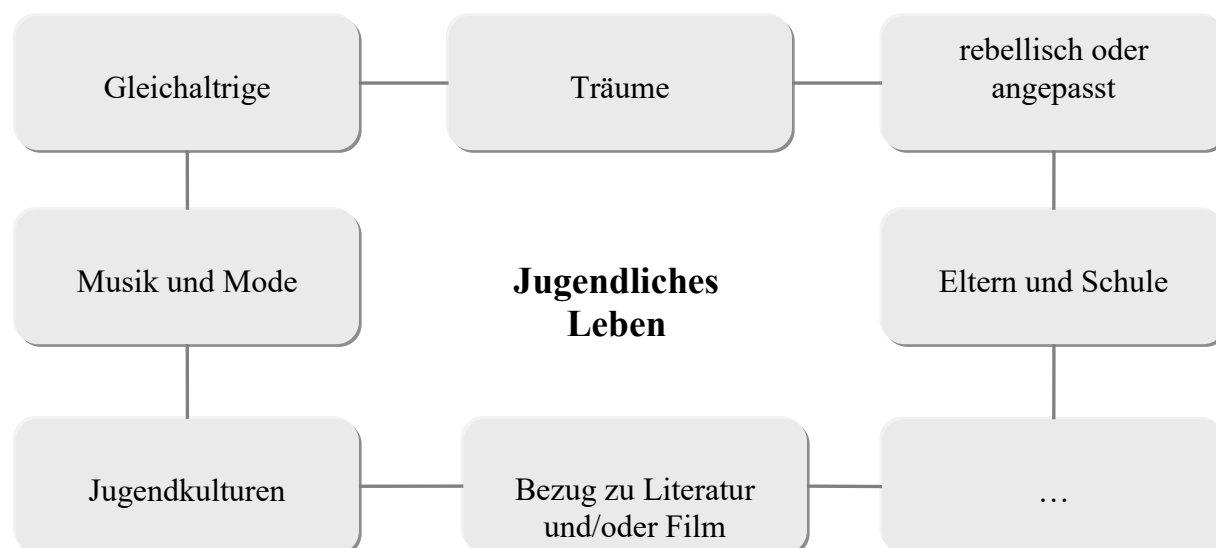 Gleichaltrige
Träume
rebellisch oder
angepasst
Musik und Mode
Jugendliches
Leben
Eltern und Schule
Jugendkulturen
Bezug zu Literatur
und/oder Film
…